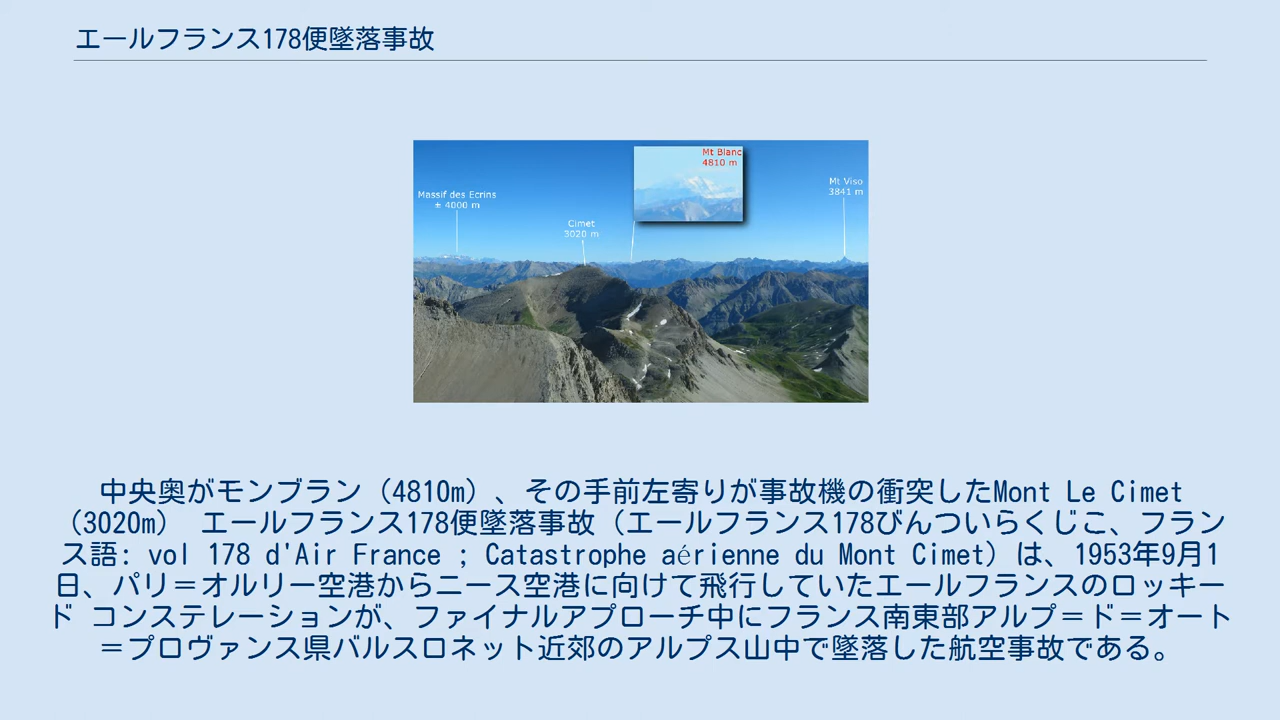 エールフランス178便墜落事故
Mt Blanc
4810 m
Massif des Ecrins
± 4000 m
Cimet
3020 m
Mt Viso
3841 m
中央奥がモンブラン（4810m）、その手前左寄りが事故機の衝突したMont Le Cimet
（3020m） エールフランス178便墜落事故（エールフランス178びんついらくじこ、フラン
ス語: vol 178 d'Air France ; Catastrophe aérienne du Mont Cimet）は、1953年9月1
日、パリ＝オルリー空港からニース空港に向けて飛行していたエールフランスのロッキー
ド コンステレーションが、ファイナルアプローチ中にフランス南東部アルプ＝ド＝オート
＝プロヴァンス県バルスロネット近郊のアルプス山中で墜落した航空事故である。